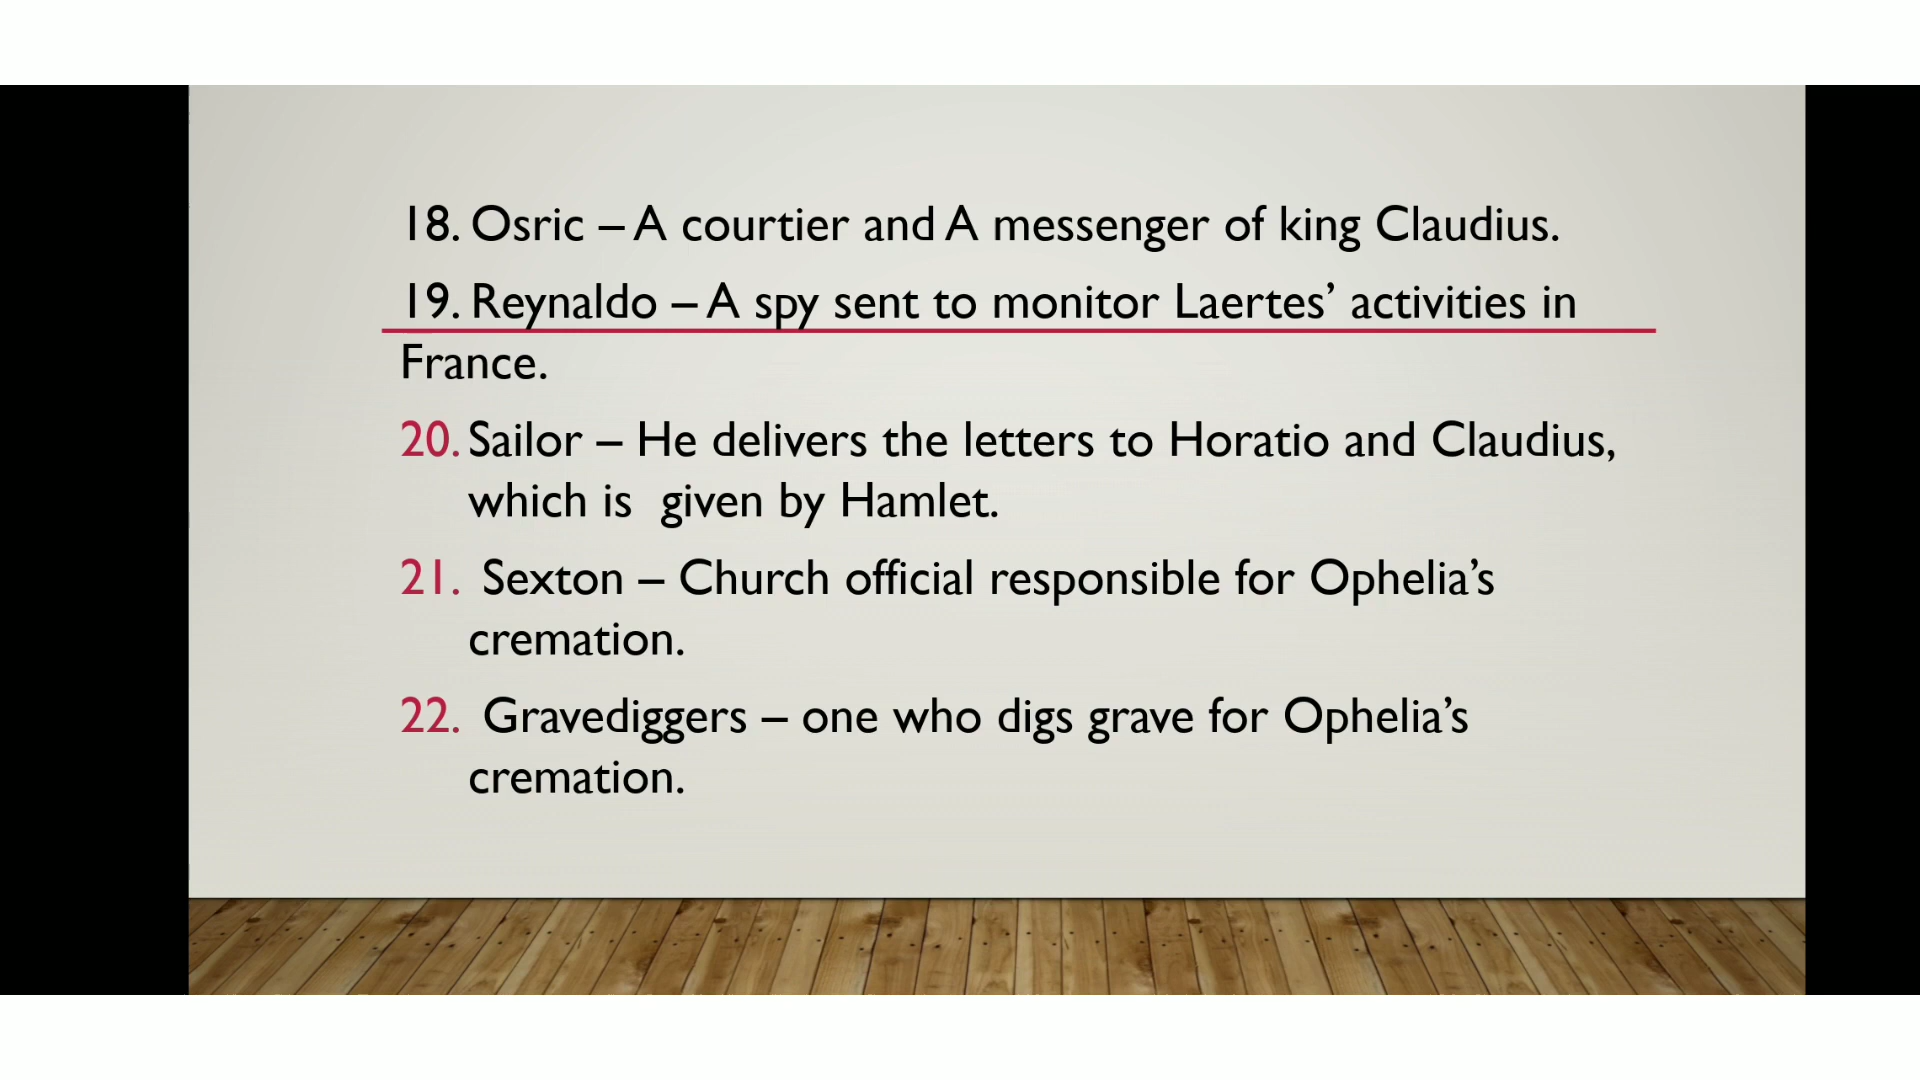 18. Osric – A courtier and A messenger of king Claudius.
19. Reynaldo – A spy sent to monitor Laertes’ activities in
France.
20. Sailor – He delivers the letters to Horatio and Claudius,
which is given by Hamlet.
21. Sexton – Church official responsible for Ophelia’s
cremation.
22. Gravediggers – one who digs grave for Ophelia’s
cremation.